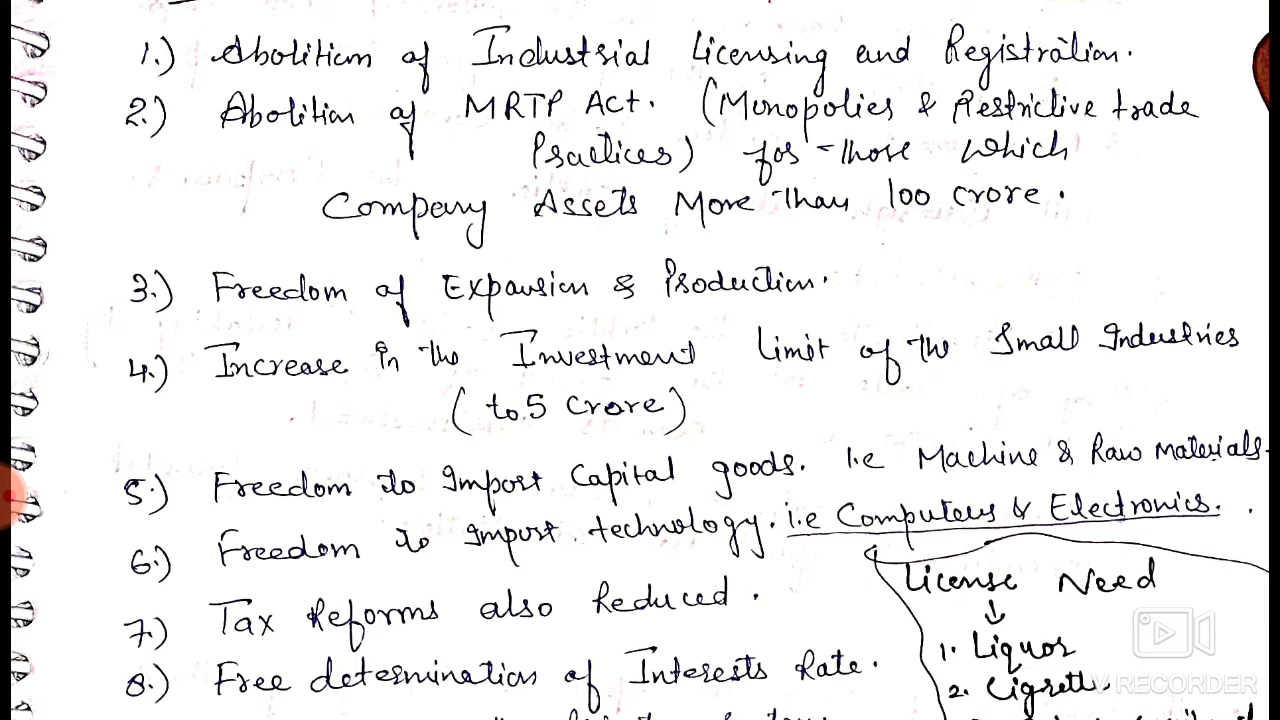 1.) Abolition of Industrial Licensing and Registration.
2.) Abolition of MRTP Act. (Monopolies & Restrictive trade
Practices) for those which
Company Assets More than 100 crore.
3.) Freedom of Expansion & Production.
4.) Increase in the Investment Limit of the Small Industries
(to 5 Crore)
5.) Freedom to Import Capital goods. i.e Machine & Raw Materials.
6.) Freedom to Import technology. i.e Computers & Electronics.
7.) Tax Reforms also Reduced.
8.) Free determination of Interests Rate.
License Need
↓
1. Liquor
2. Cigrette.
V RECORDER